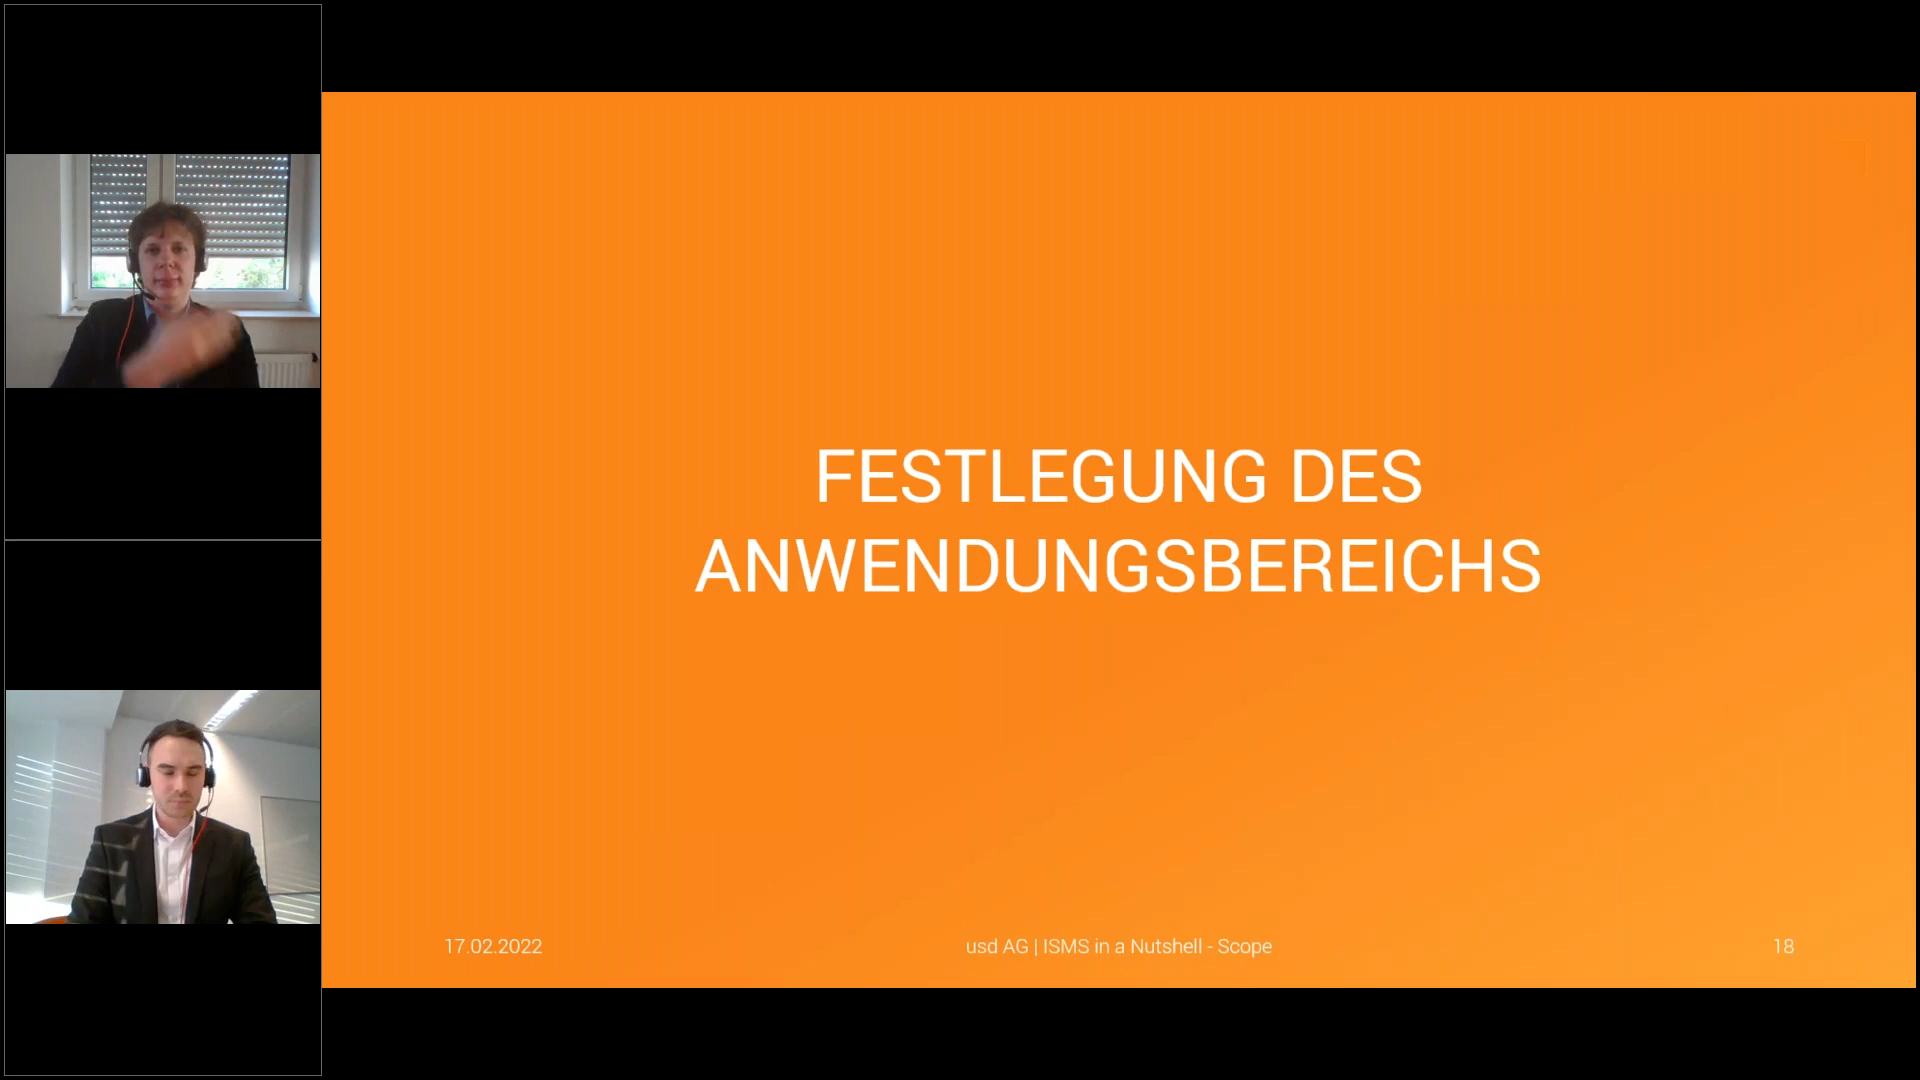 FESTLEGUNG DES
ANWENDUNGSBEREICHS
17.02.2022
usd AG | ISMS in a Nutshell - Scope
18